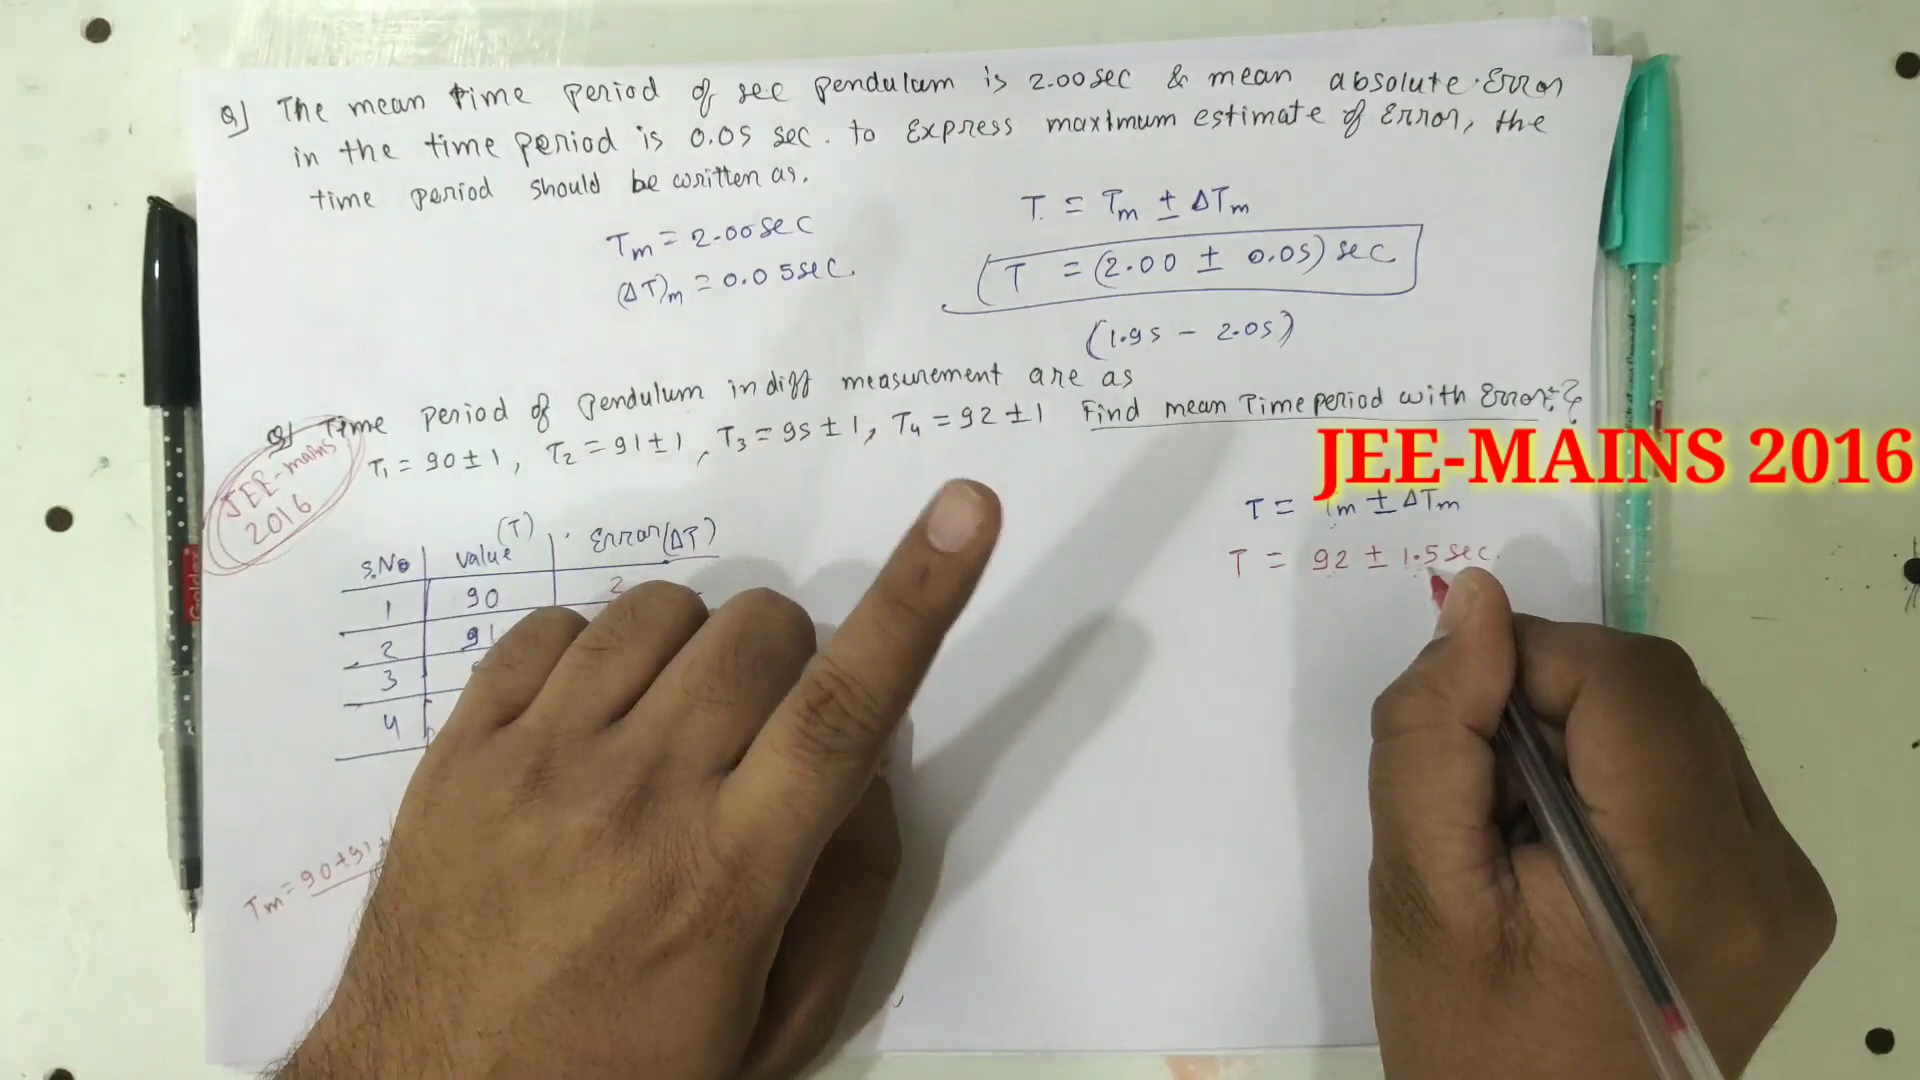 Q) The mean time period of sec pendulum is 2.00 sec & mean absolute Error
in the time period is 0.05 sec. to Express maximum estimate of Error, the
time period should be written as,
Tm = 2.00 sec
(ΔT)m = 0.05 sec.
T = Tm ± ΔTm
T = (2.00 ± 0.05) sec
(1.95 - 2.05)
Q) Time period of pendulum in diff measurement are as
T1 = 90 ± 1, T2 = 91 ± 1, T3 = 95 ± 1, T4 = 92 ± 1 Find mean Time period with Error?
JEE-mains
2016
JEE-MAINS 2016
S.No value (T) Error (ΔT)
1 90 2
2 91
3
4
Tm = 90+91+
T = Tm ± ΔTm
T = 92 ± 1.5 sec.